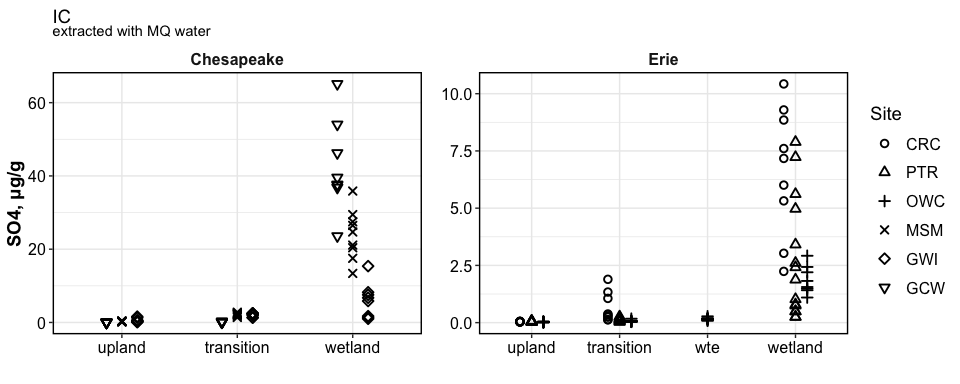 IC
extracted with MQ water
Chesapeake
Erie
SO4, µg/g
60
40
20
0
upland transition wetland
10.0
7.5
5.0
2.5
0.0
upland transition wte wetland
Site
CRC
PTR
OWC
MSM
GWI
GCW